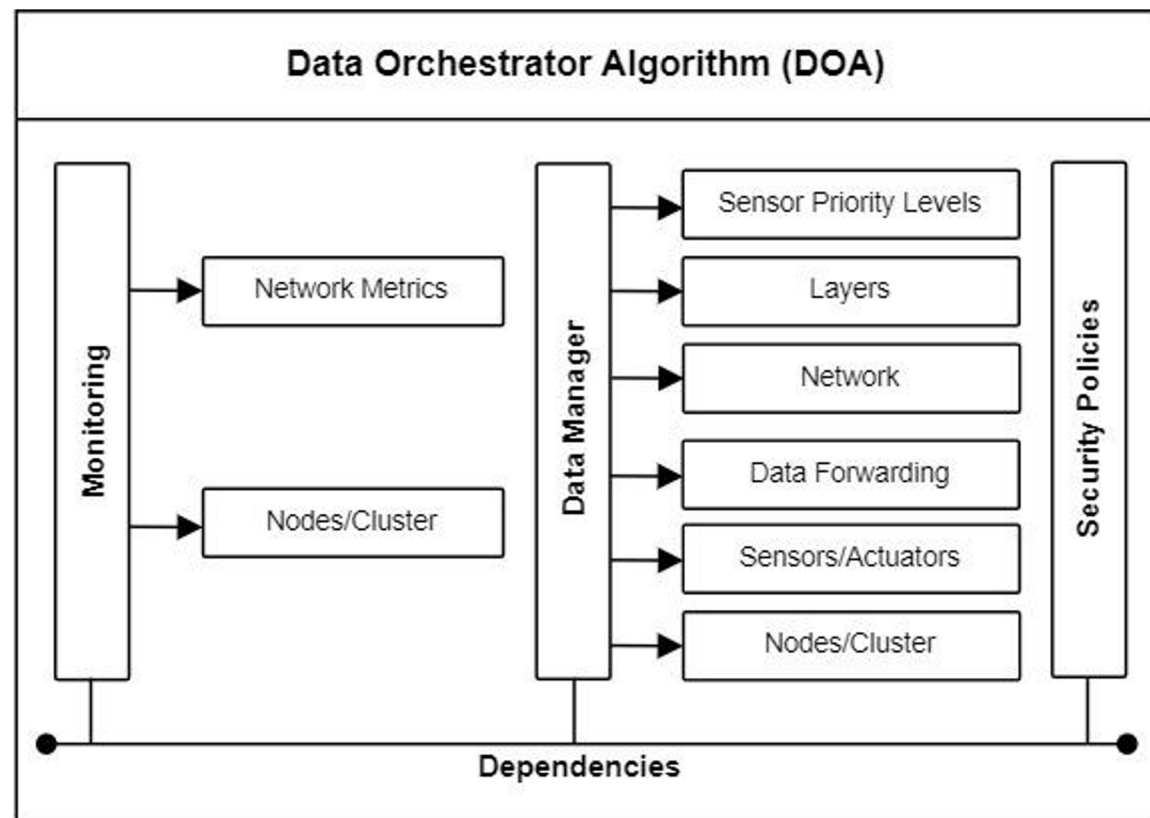 Data Orchestrator Algorithm (DOA)
Monitoring
Network Metrics
Nodes/Cluster
Data Manager
Sensor Priority Levels
Layers
Network
Data Forwarding
Sensors/Actuators
Nodes/Cluster
Security Policies
Dependencies